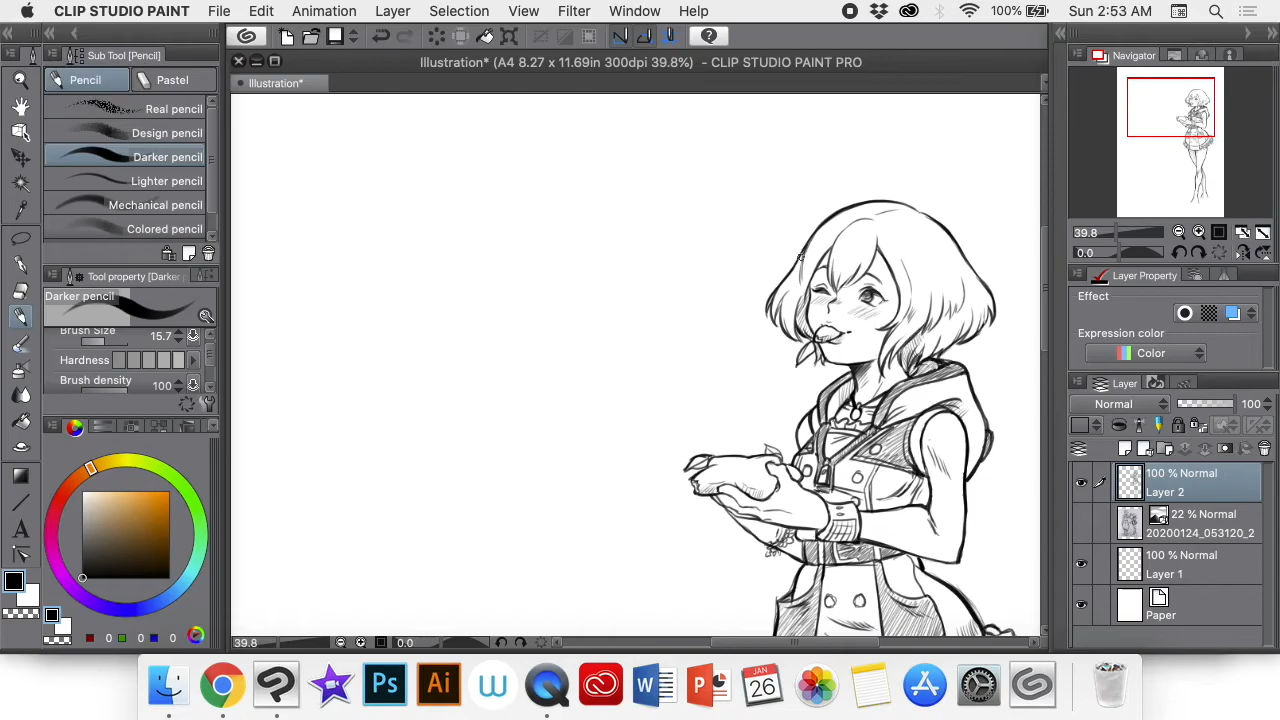 CLIP STUDIO PAINT File Edit Animation Layer Selection View Filter Window Help 100% Sun 2:53 AM
Illustration* (A4 8.27 x 11.69in 300dpi 39.8%) - CLIP STUDIO PAINT PRO
Illustration*
Sub Tool [Pencil]
Pencil Pastel
Real pencil
Design pencil
Darker pencil
Lighter pencil
Mechanical pencil
Colored pencil
Tool property [Darker
Darker pencil
Brush Size 15.7
Hardness
Brush density 100
0 0 0
39.8 0.0
Navigator
39.8
0.0
Layer Property
Effect
Expression color
Color
Layer
Normal 100
100 % Normal
Layer 2
22 % Normal
20200124_053120_2
100 % Normal
Layer 1
Paper
Ps Ai W W P JAN 26
A